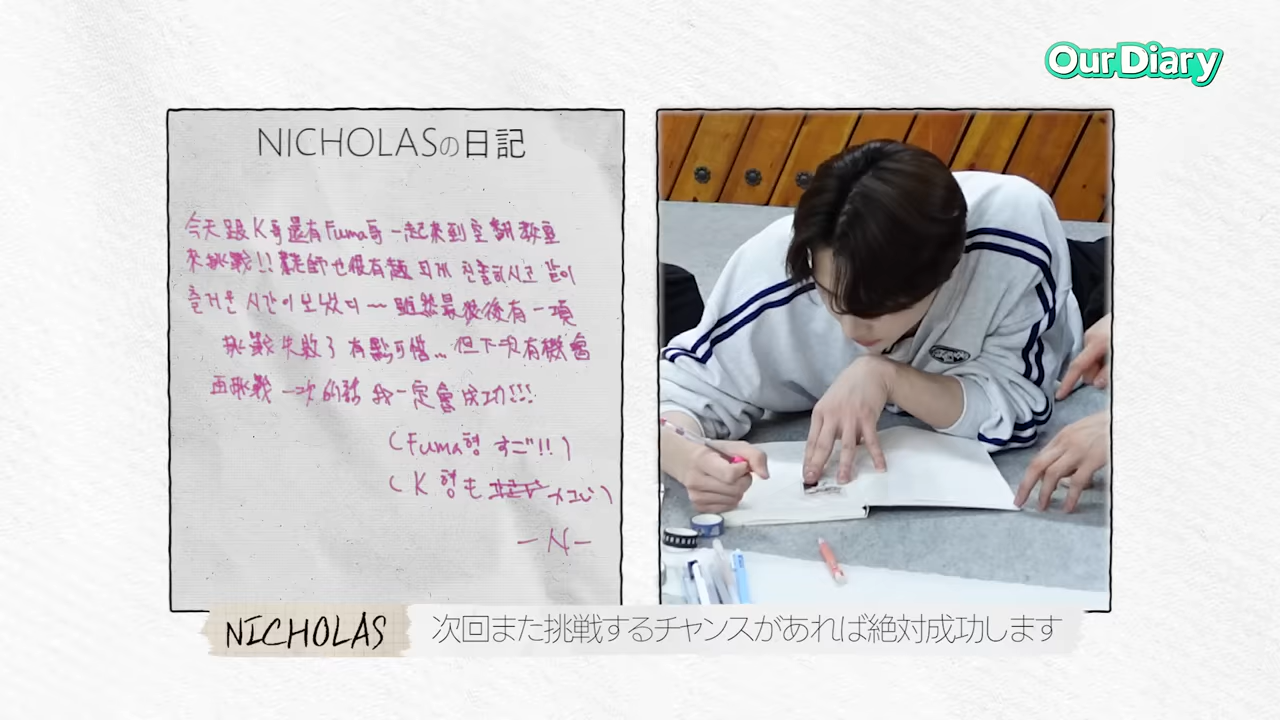 Our Diary
NICHOLASの日記
今天跟K哥還有Fuma哥一起來到空翻教室
來挑戰!! 老師也很有趣 되게 친절하시고 같이
즐거운 시간이 보냈다~~ 雖然最後後有一項
挑戰失敗了 有點可惜... 但下次有機會
再挑戰一次的話 我一定會成功!!!
(Fuma형 すご!!)
(K형も
-N-
NICHOLAS
次回また挑戦するチャンスがあれば絶対成功します